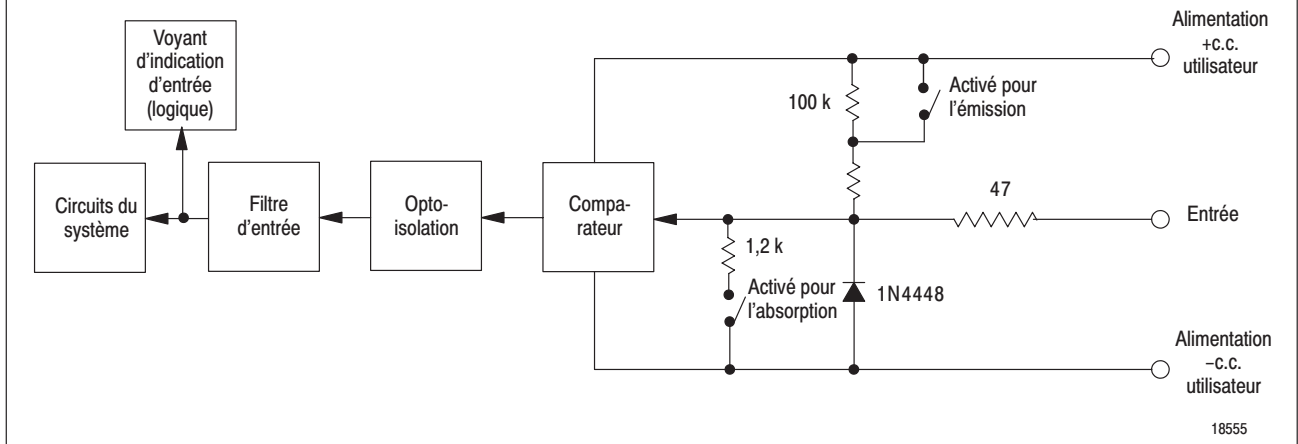 Voyant
d'indication
d'entrée
(logique)
Alimentation
+c.c.
utilisateur
100 k
Activé pour
l'émission
Circuits du
système
Filtre
d'entrée
Opto-
isolation
Compa-
rateur
47
Entrée
1,2 k
Activé pour
l'absorption
1N4448
Alimentation
–c.c.
utilisateur
18555